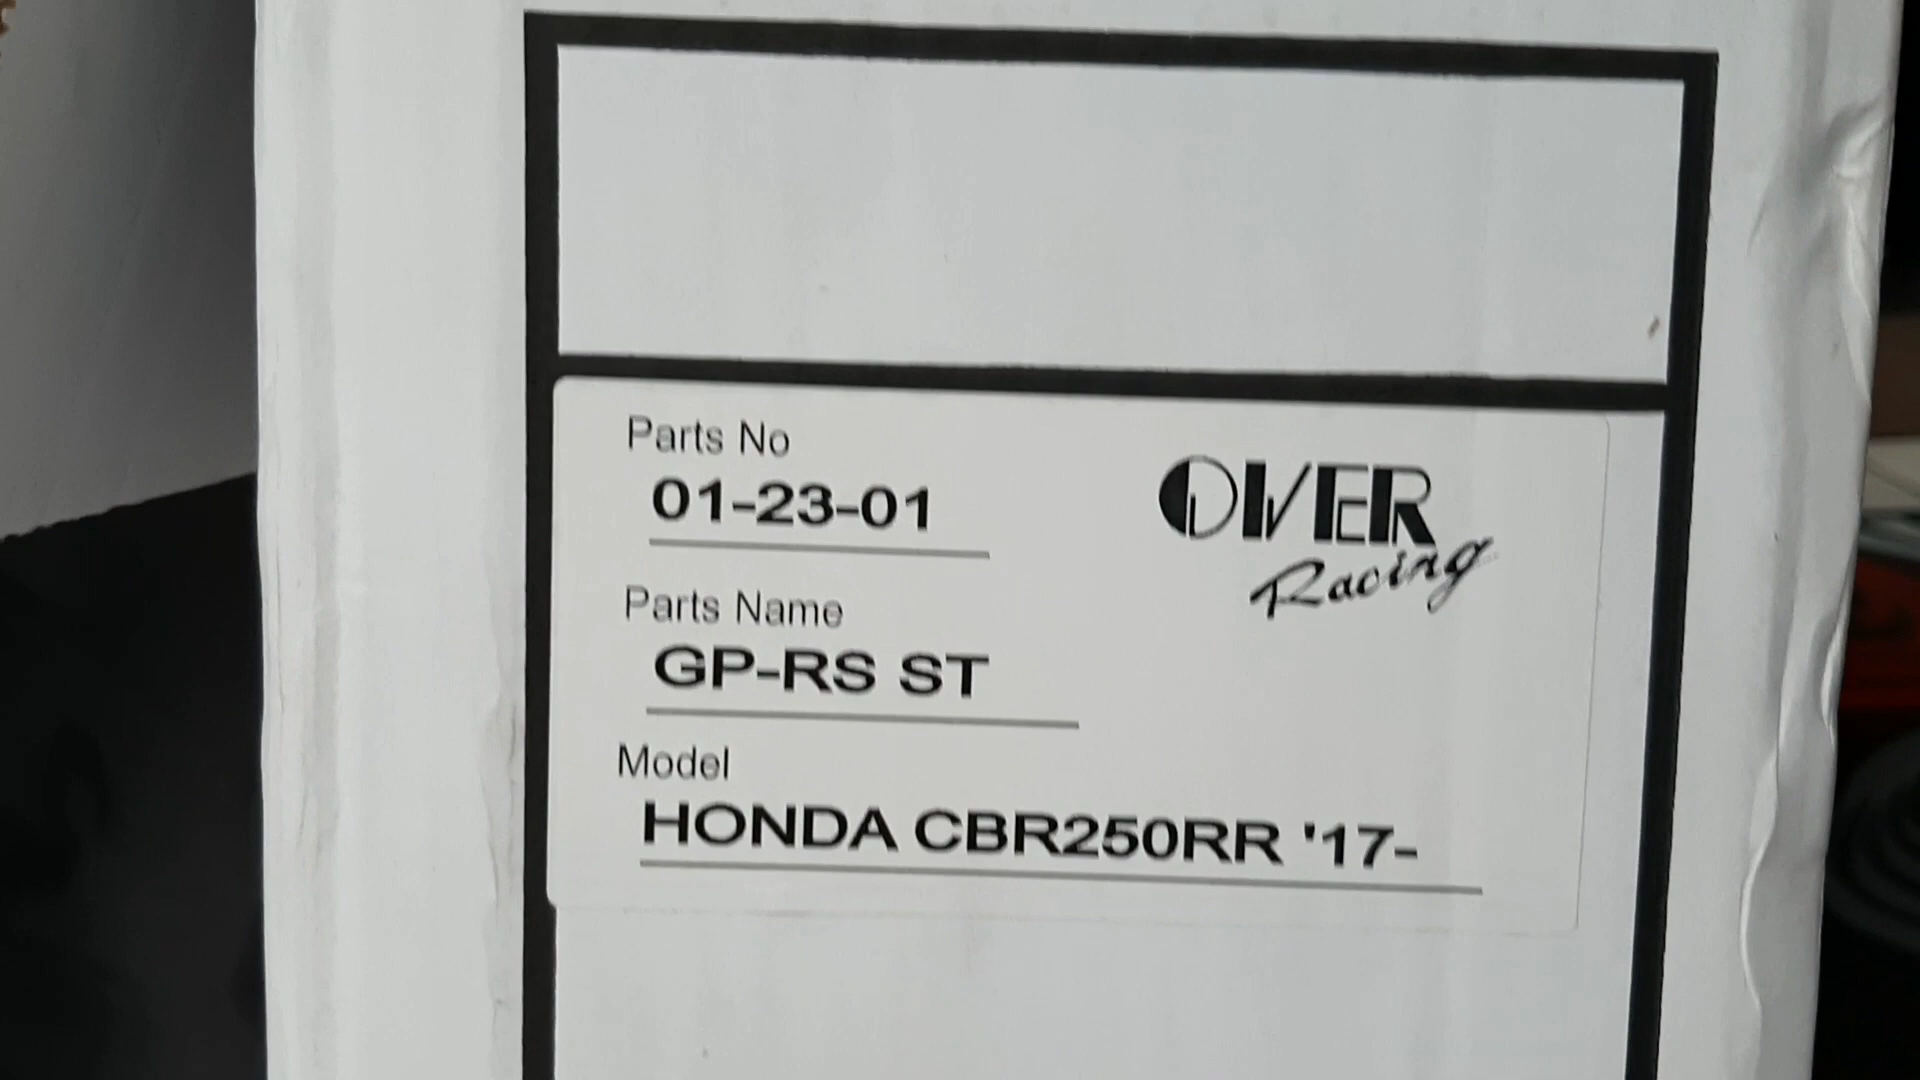 Parts No
01-23-01
OVER
Racing
Parts Name
GP-RS ST
Model
HONDA CBR250RR '17-